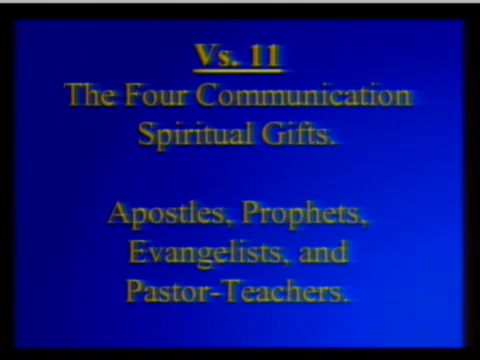 Vs. 11
The Four Communication
Spiritual Gifts.
Apostles, Prophets,
Evangelists, and
Pastor-Teachers.